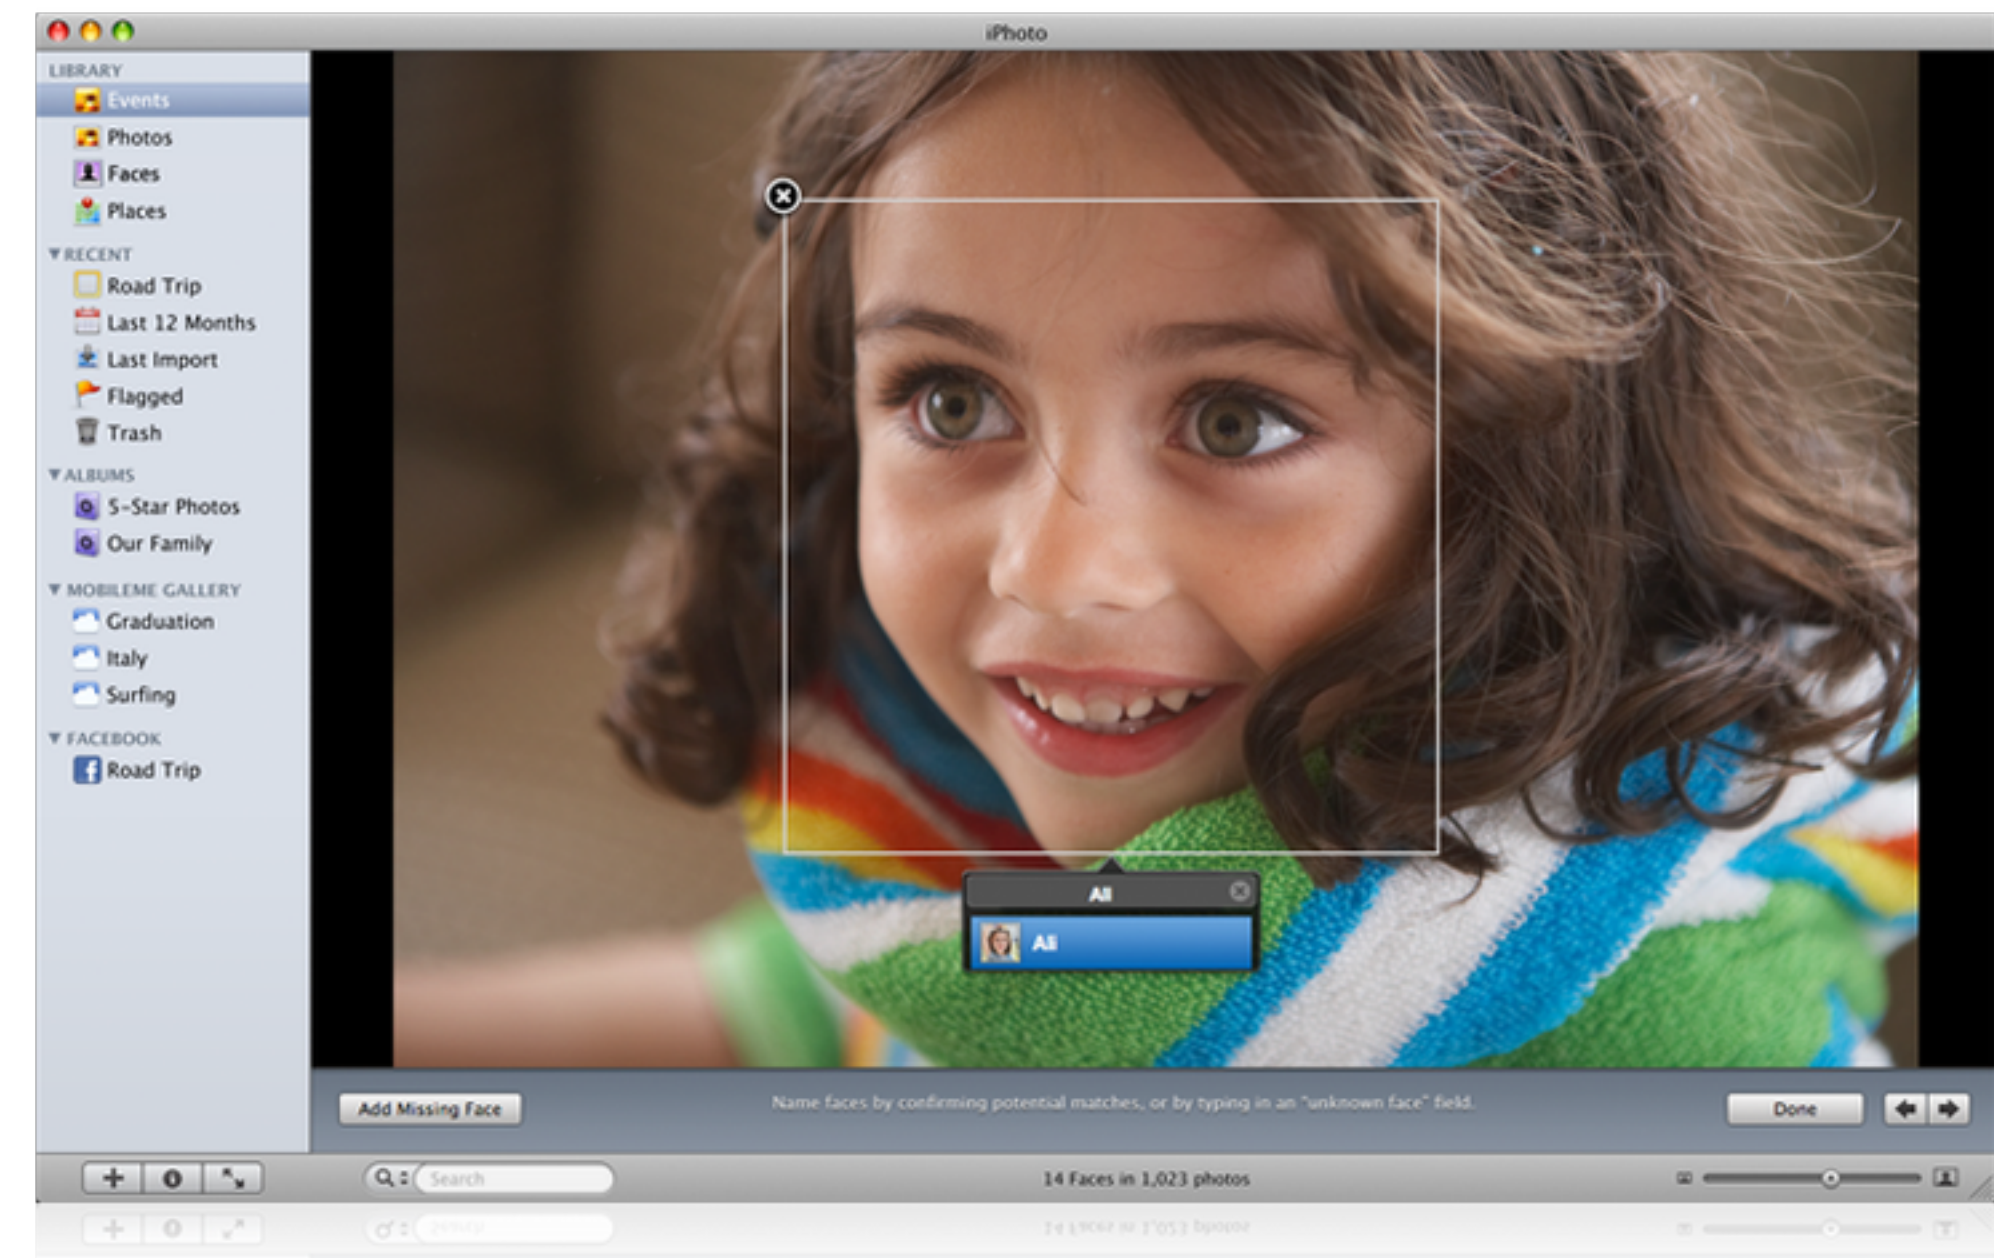 iPhoto
LIBRARY
Events
Photos
Faces
Places
RECENT
Road Trip
Last 12 Months
Last Import
Flagged
Trash
ALBUMS
5-Star Photos
Our Family
MOBILEME GALLERY
Graduation
Italy
Surfing
FACEBOOK
Road Trip
Ali
Ali
Add Missing Face
Name faces by confirming potential matches, or by typing in an "unknown face" field.
Done
Search
14 Faces in 1,023 photos